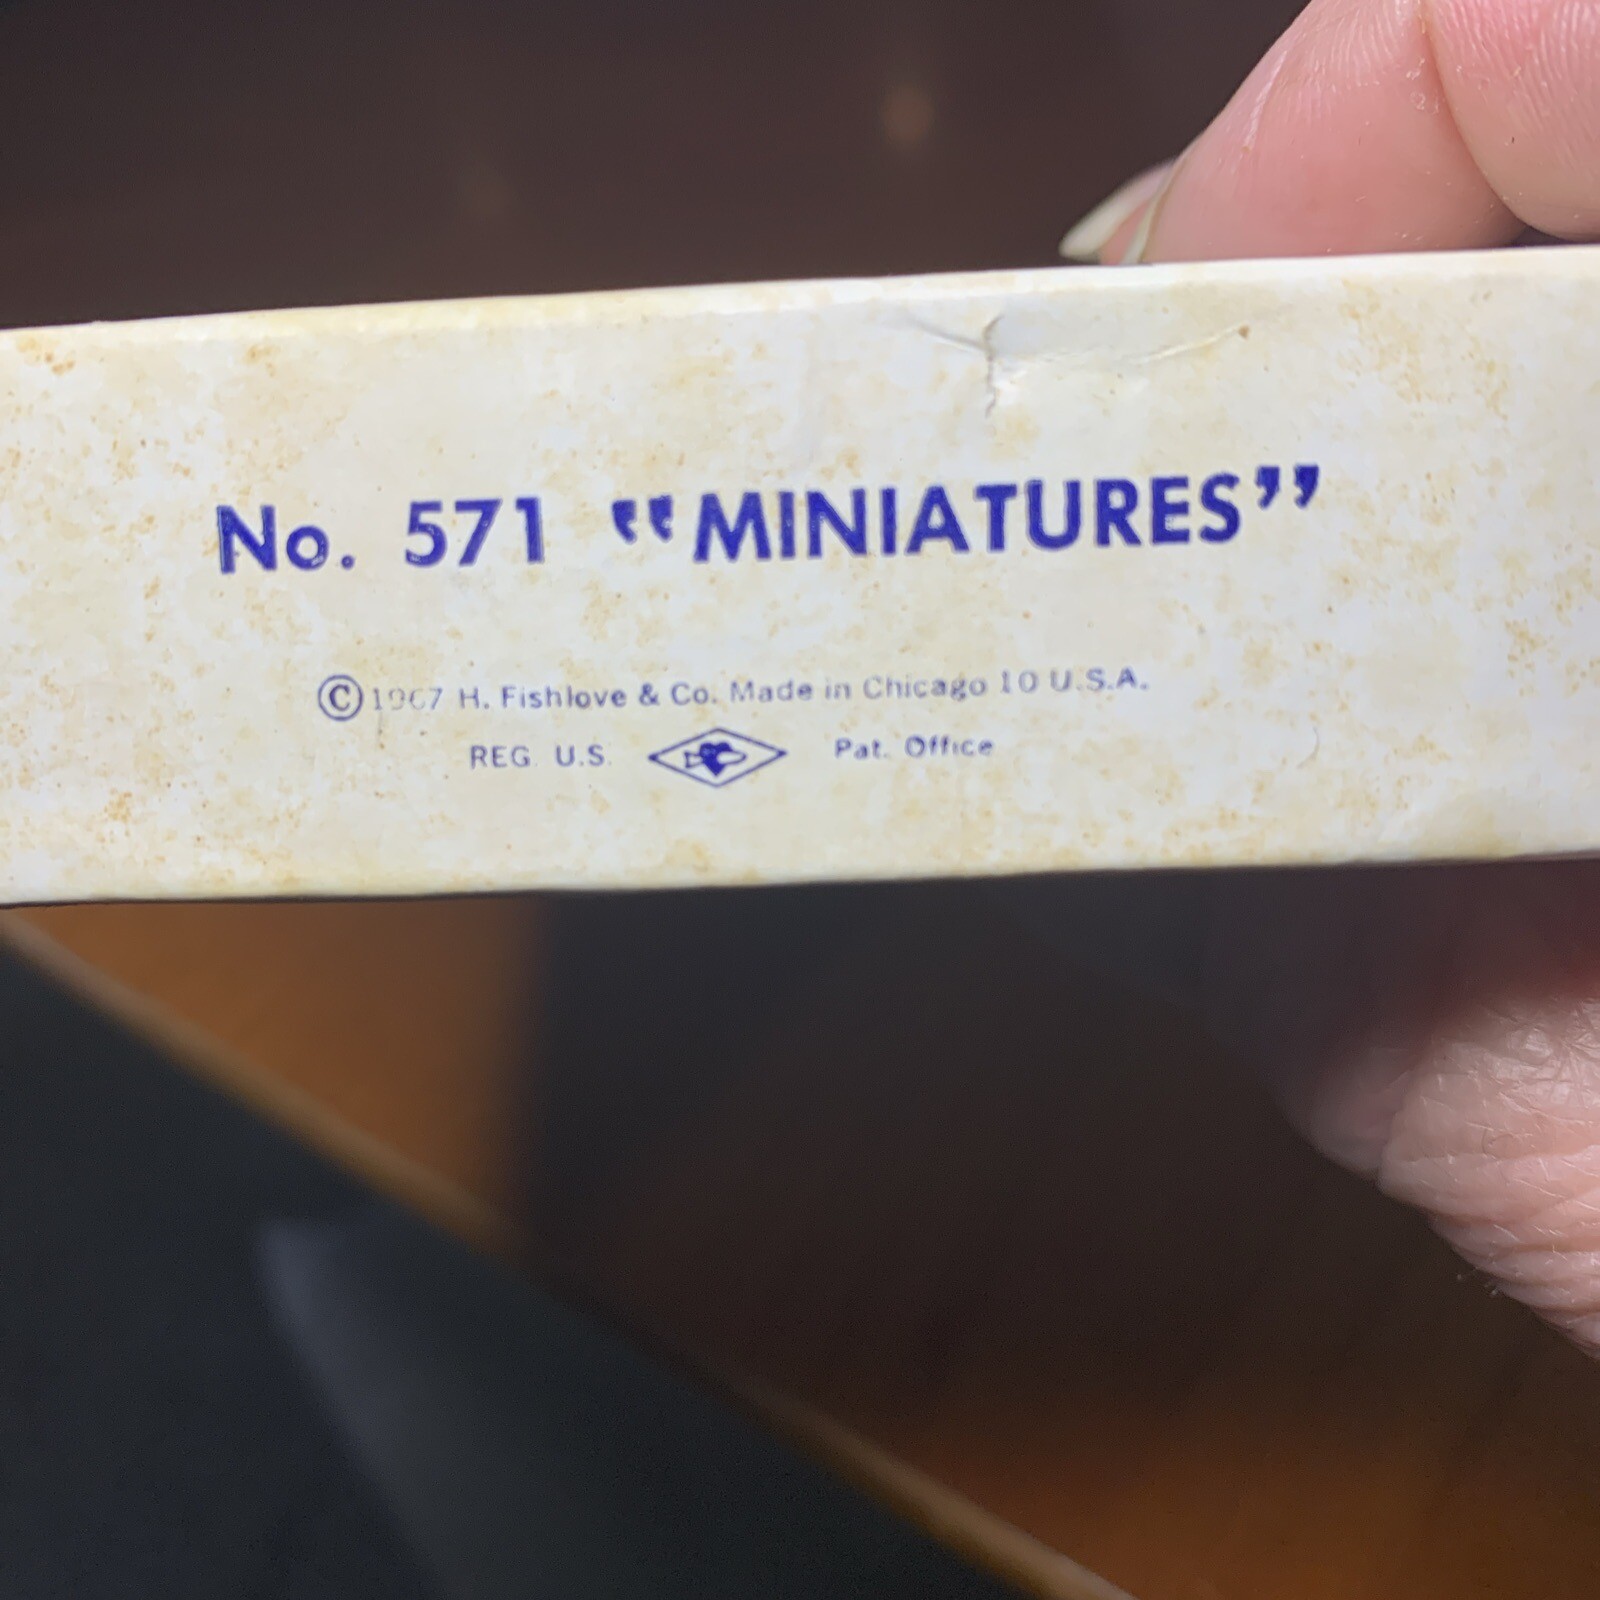 No. 571 “MINIATURES”
©1967 H. Fishlove & Co. Made in Chicago 10 U.S.A.
REG. U.S. Pat. Office